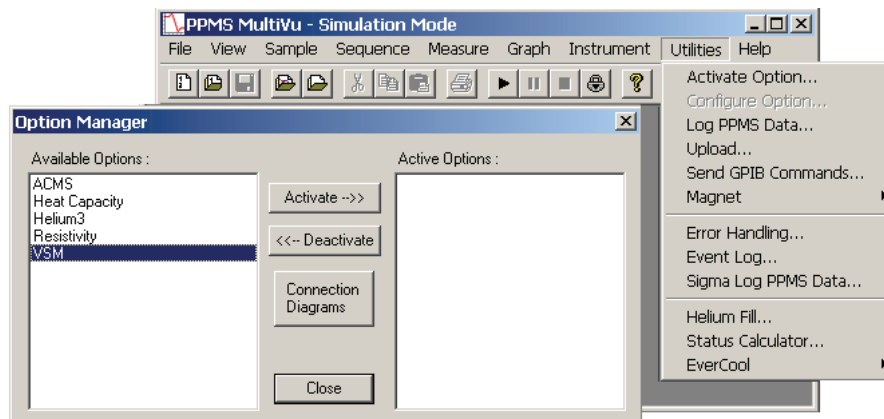 PPMS MultiVu - Simulation Mode
File View Sample Sequence Measure Graph Instrument Utilities Help
Activate Option...
Configure Option...
Log PPMS Data...
Upload...
Send GPIB Commands...
Magnet
Error Handling...
Event Log...
Sigma Log PPMS Data...
Helium Fill...
Status Calculator...
EverCool
Option Manager
Available Options :
ACMS
Heat Capacity
Helium3
Resistivity
VSM
Activate -->>
<<-- Deactivate
Connection
Diagrams
Close
Active Options :